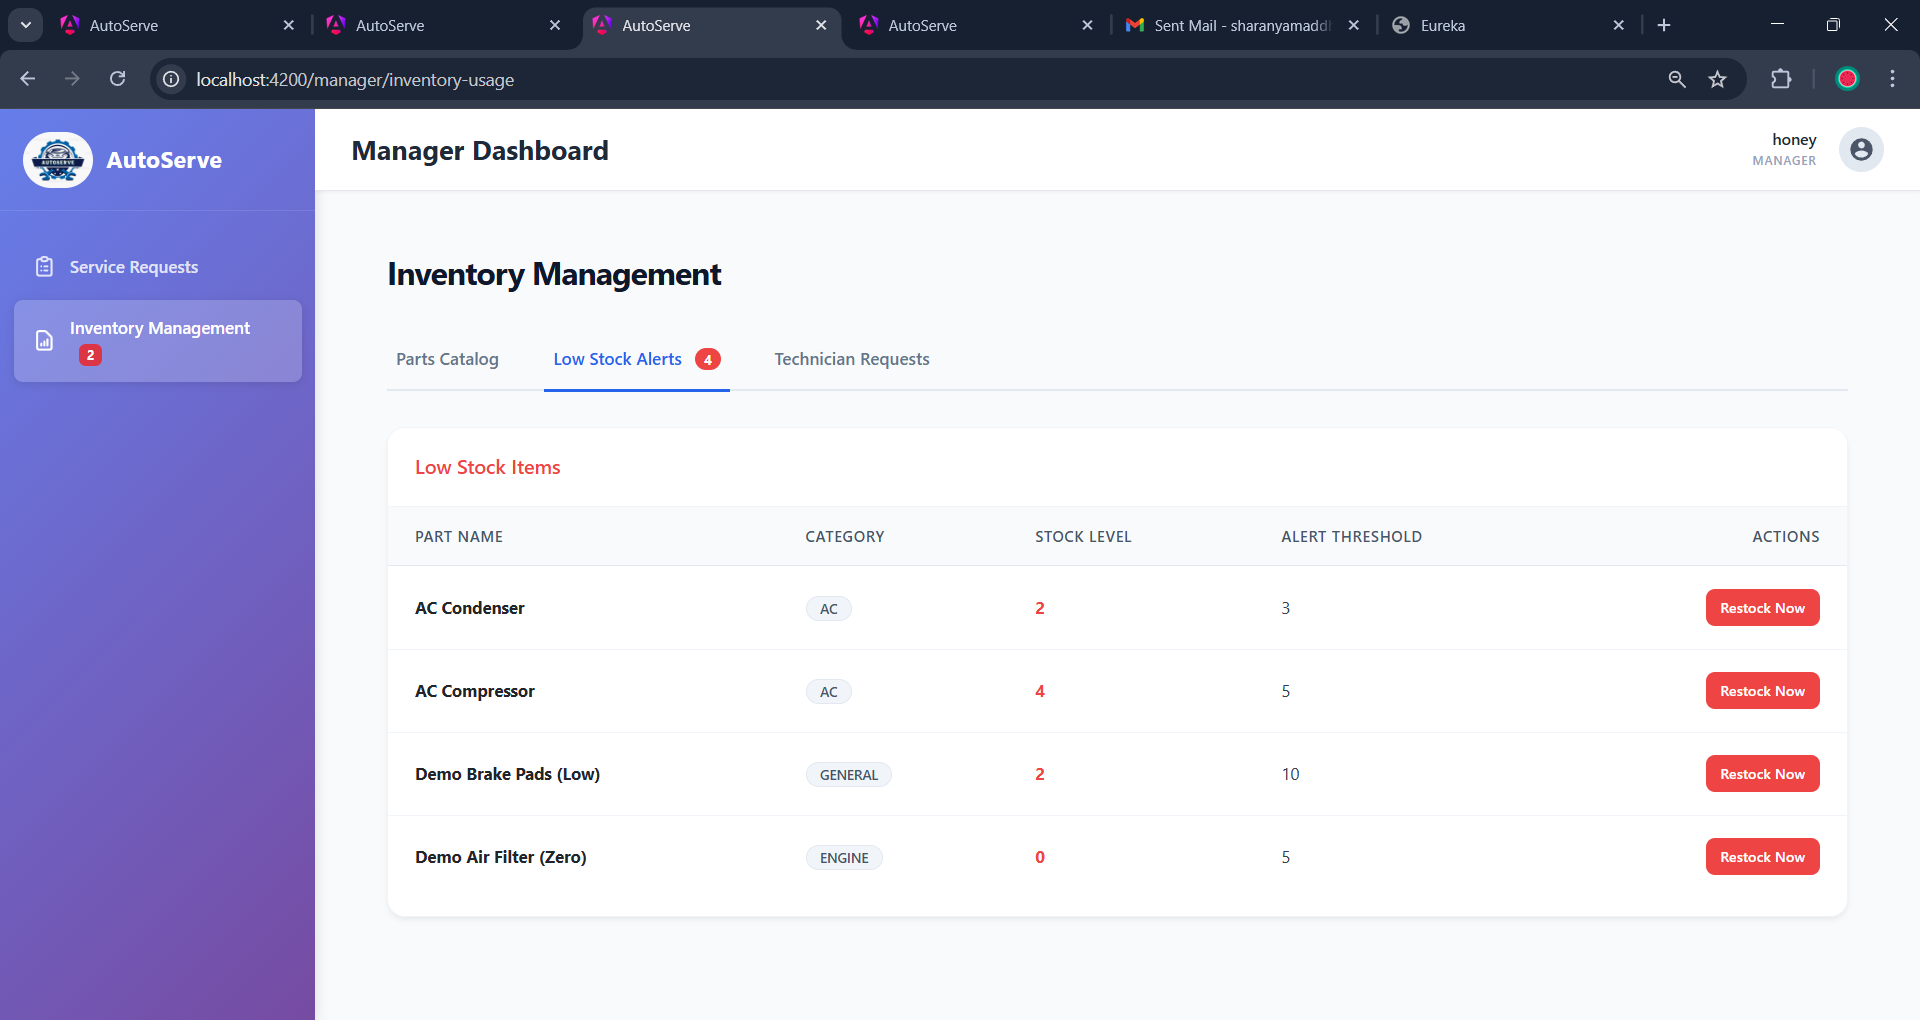 AutoServe
AutoServe
AutoServe
AutoServe
Sent Mail - sharanyamadd
Eureka
localhost:4200/manager/inventory-usage
AUTOSERVE
AutoServe
Manager Dashboard
honey
MANAGER
Service Requests
Inventory Management
2
Inventory Management
Parts Catalog
Low Stock Alerts 4
Technician Requests
Low Stock Items
PART NAME CATEGORY STOCK LEVEL ALERT THRESHOLD ACTIONS
AC Condenser AC 2 3 Restock Now
AC Compressor AC 4 5 Restock Now
Demo Brake Pads (Low) GENERAL 2 10 Restock Now
Demo Air Filter (Zero) ENGINE 0 5 Restock Now